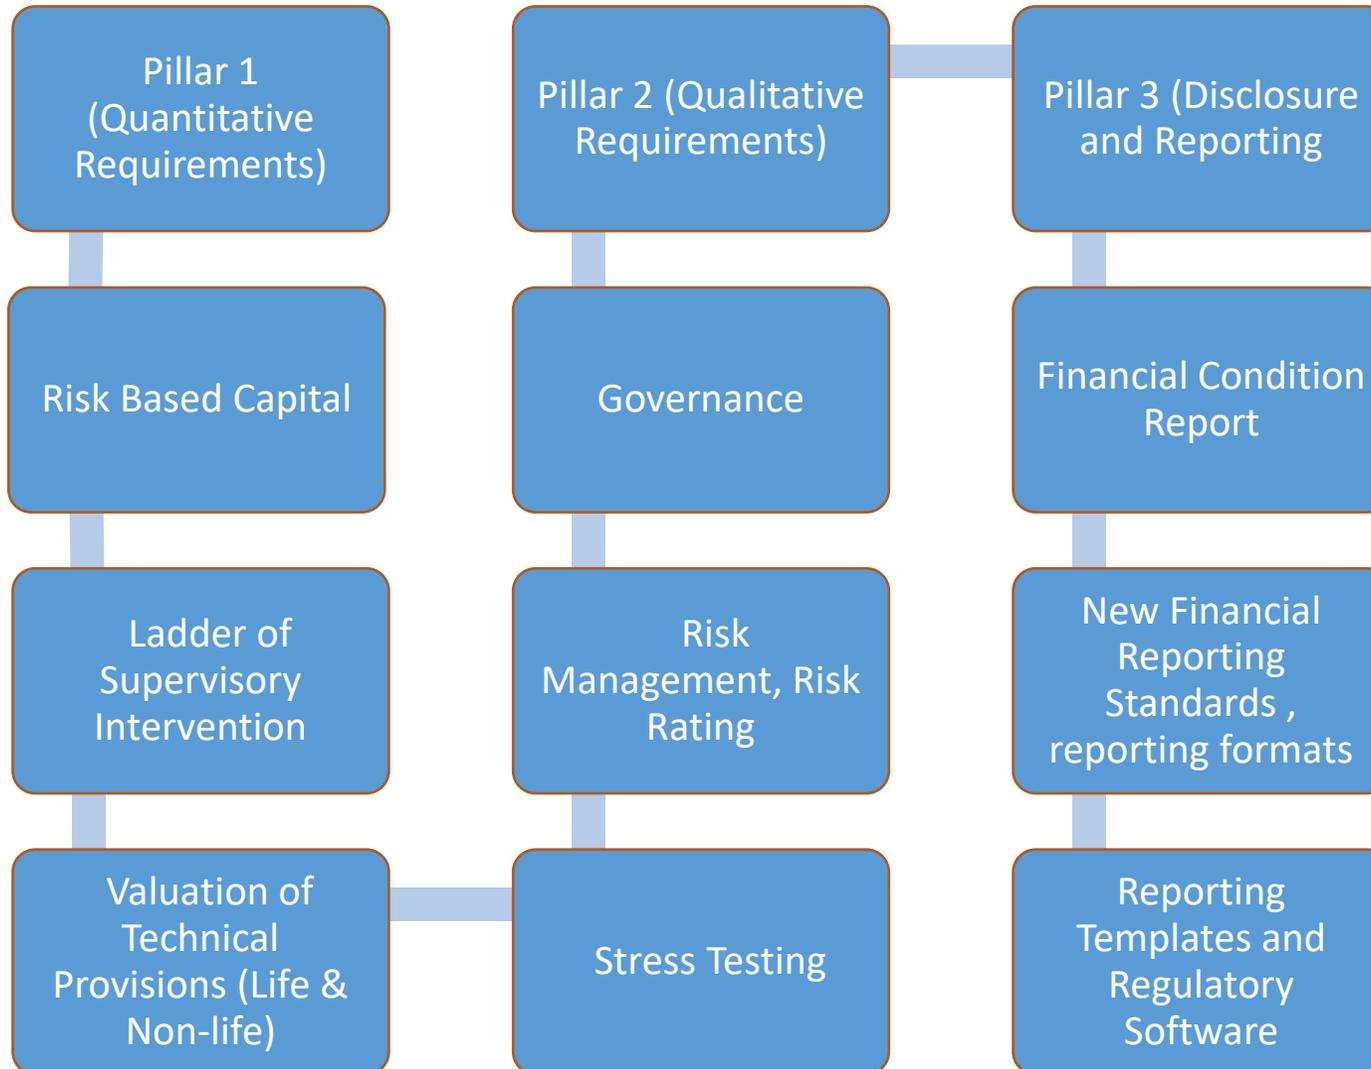 Pillar 1
(Quantitative
Requirements)
Risk Based Capital
Ladder of
Supervisory
Intervention
Valuation of
Technical
Provisions (Life &
Non-life)
Pillar 2 (Qualitative
Requirements)
Governance
Risk
Management, Risk
Rating
Stress Testing
Pillar 3 (Disclosure
and Reporting
Financial Condition
Report
New Financial
Reporting
Standards ,
reporting formats
Reporting
Templates and
Regulatory
Software